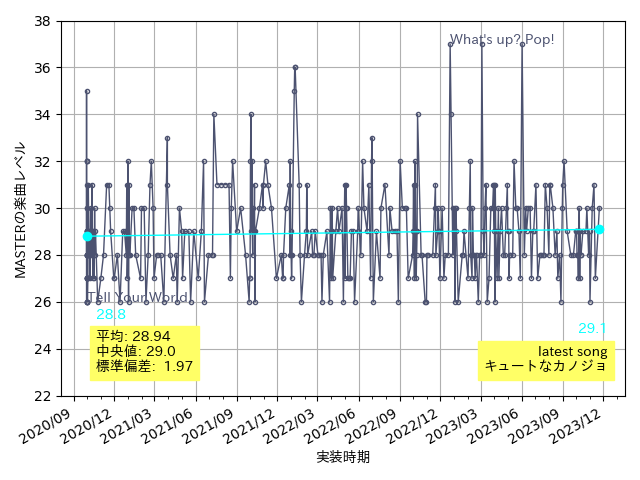 38
36
34
32
30
28
26
24
22
MASTERの楽曲レベル
What's up? Pop!
Tell Your World
28.8
29.1
平均: 28.94
中央値: 29.0
標準偏差: 1.97
latest song
キュートなカノジョ
2020/09
2020/12
2021/03
2021/06
2021/09
2021/12
2022/03
2022/06
2022/09
2022/12
2023/03
2023/06
2023/09
2023/12
実装時期